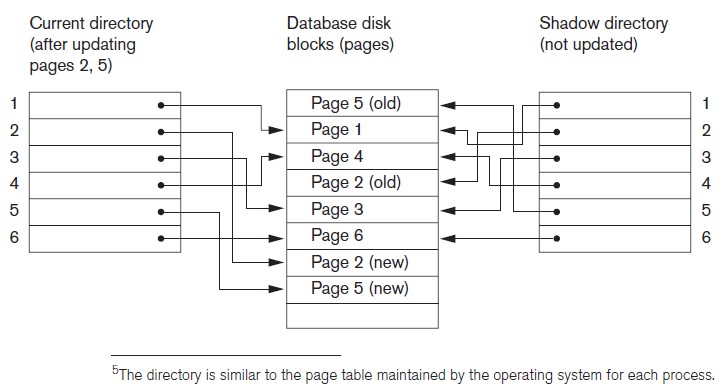 Current directory
(after updating
pages 2, 5)
Database disk
blocks (pages)
Shadow directory
(not updated)
1
2
3
4
5
6
Page 5 (old)
Page 1
Page 4
Page 2 (old)
Page 3
Page 6
Page 2 (new)
Page 5 (new)
1
2
3
4
5
6
5The directory is similar to the page table maintained by the operating system for each process.